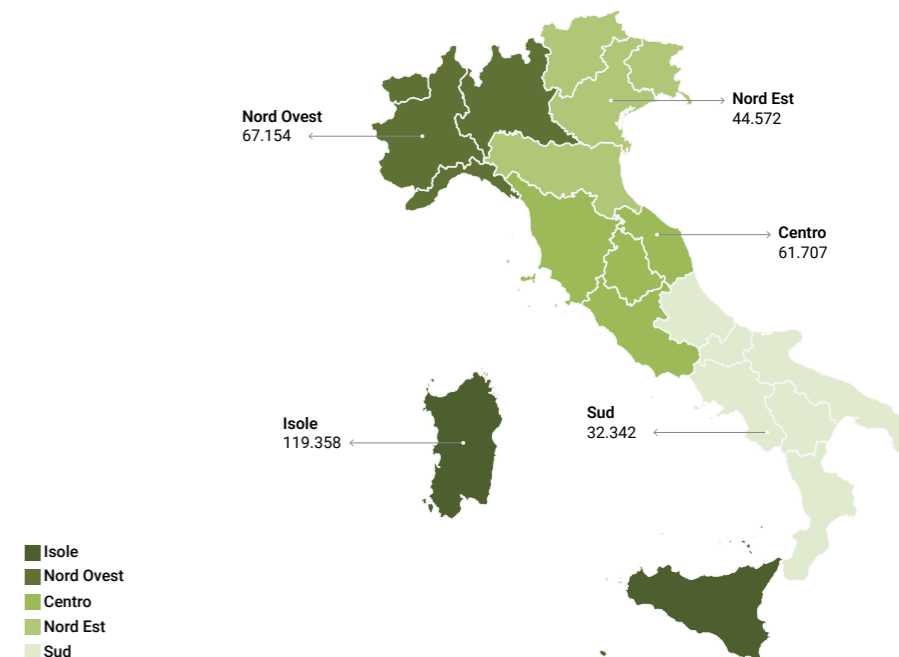 Nord Est
44.572
Nord Ovest
67.154
Centro
61.707
Isole
119.358
Sud
32.342
Isole
Nord Ovest
Centro
Nord Est
Sud